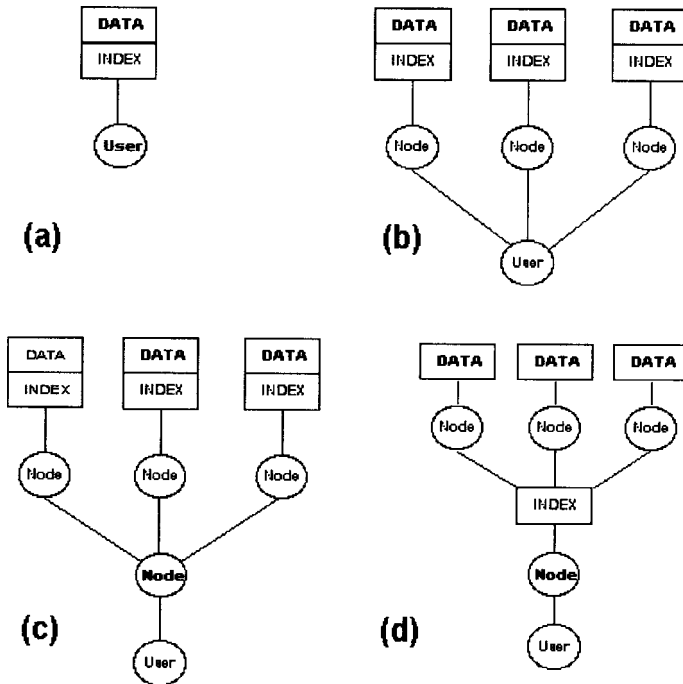 DATA
INDEX
User
(a)
DATA DATA DATA
INDEX INDEX INDEX
Node Node Node
User
(b)
DATA DATA DATA
INDEX INDEX INDEX
Node Node Node
Node
User
(c)
DATA DATA DATA
Node Node Node
INDEX
Node
User
(d)